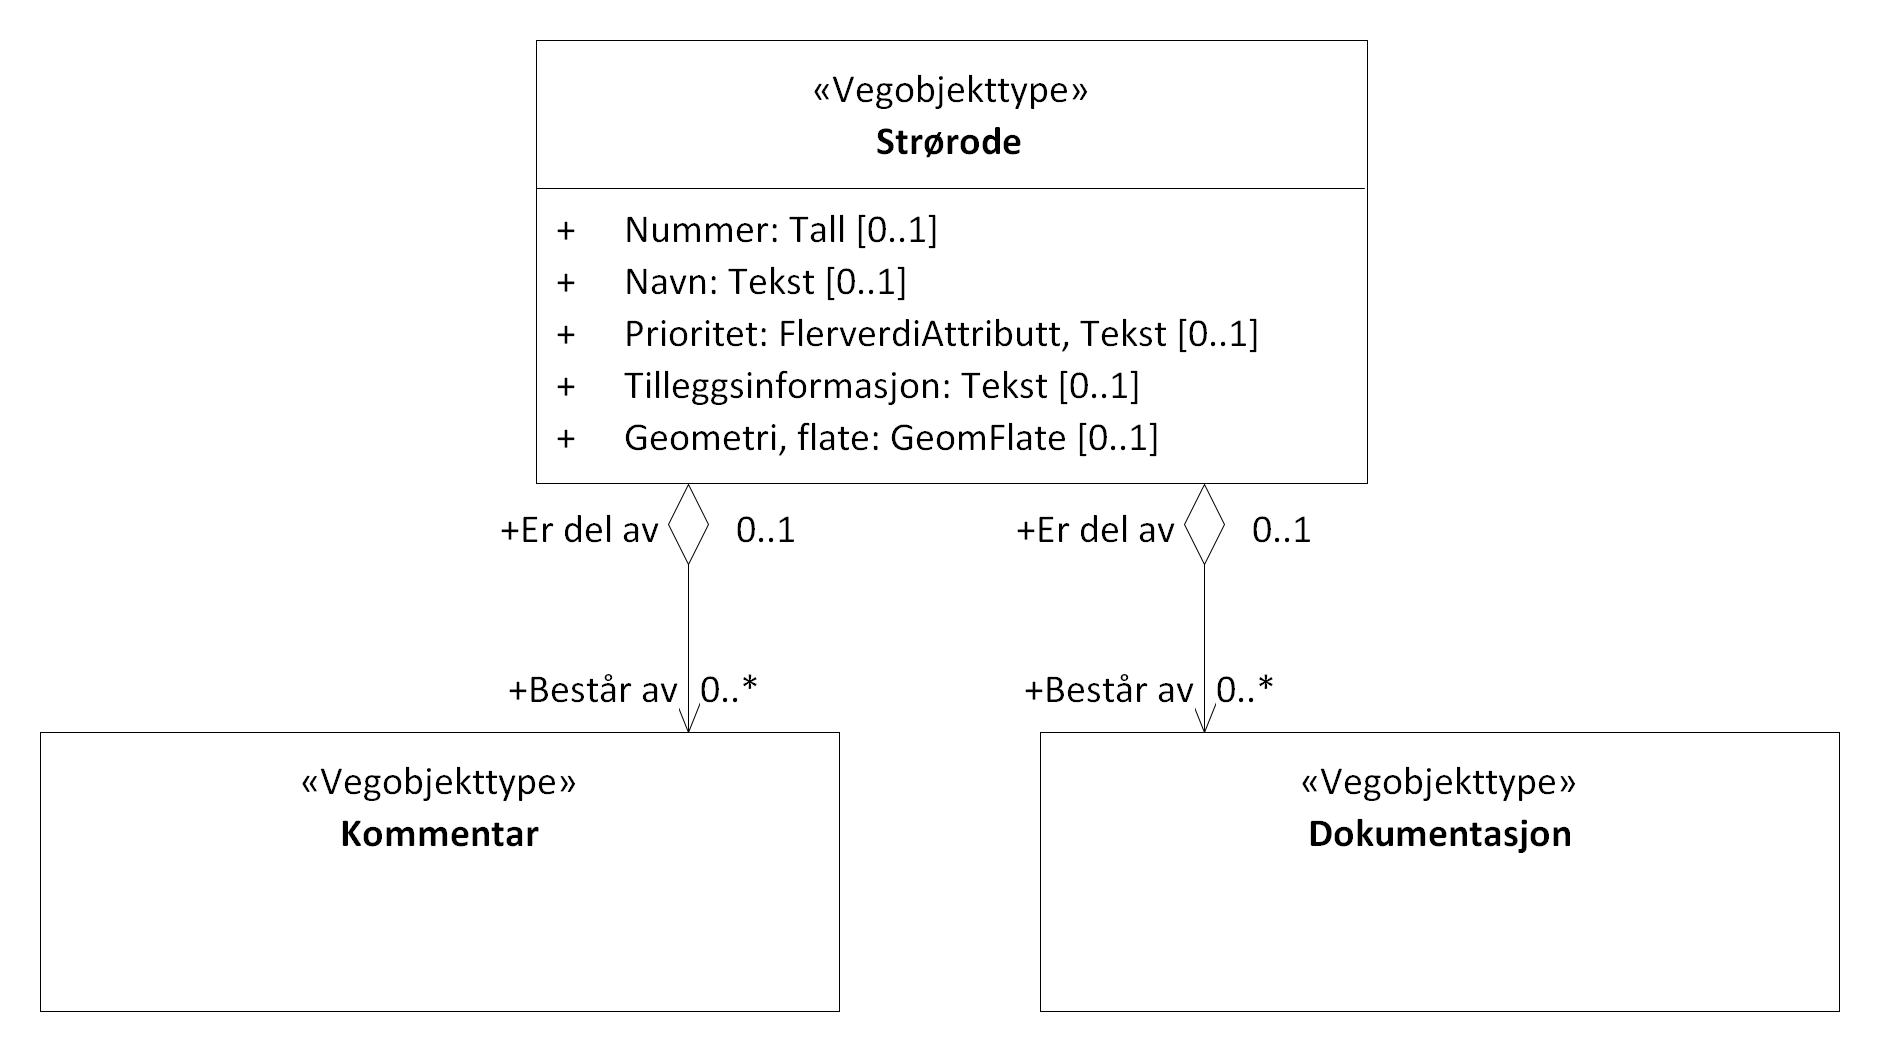 «Vegobjekttype»
Strørode
+ Nummer: Tall [0..1]
+ Navn: Tekst [0..1]
+ Prioritet: FlerverdiAttributt, Tekst [0..1]
+ Tilleggsinformasjon: Tekst [0..1]
+ Geometri, flate: GeomFlate [0..1]
+Er del av 0..1 +Er del av 0..1
+Består av 0..* +Består av 0..*
«Vegobjekttype» «Vegobjekttype»
Kommentar Dokumentasjon